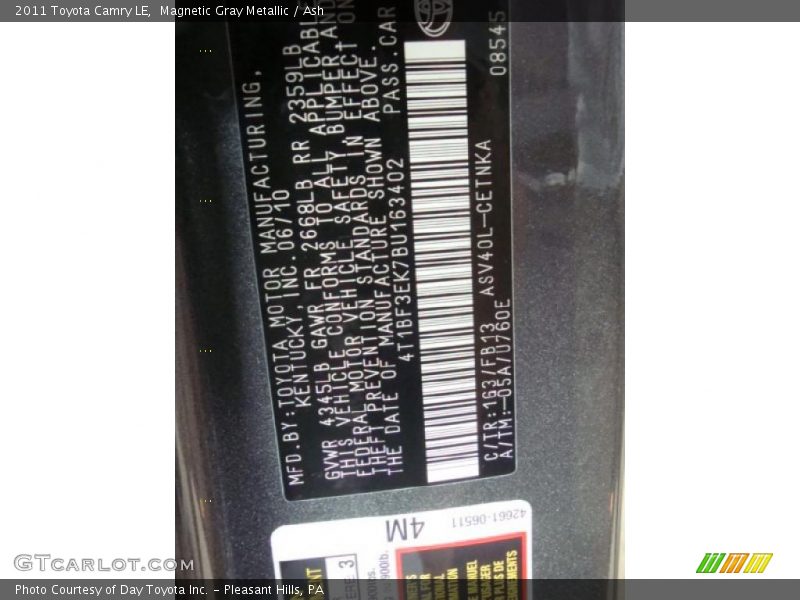 2011 Toyota Camry LE,  Magnetic Gray Metallic / Ash
MFD.BY:TOYOTA MOTOR MANUFACTURING,
KENTUCKY, INC. 06/10
GVWR 4345LB GAWR FR 2668LB RR 2359LB
THIS VEHICLE CONFORMS TO ALL APPLICABL
FEDERAL MOTOR VEHICLE SAFETY, BUMPER AND
THEFT PREVENTION STANDARDS IN EFFECT ON
THE DATE OF MANUFACTURE SHOWN ABOVE.
4T1BF3EK7BU163402 PASS.CAR
C/TR:1G3/FB13 ASV40L-CETNKA 08545
A/TM:-05A/U760E
42661-06511
4M
3
GTcarlot.com
Photo Courtesy of Day Toyota Inc. - Pleasant Hills, PA